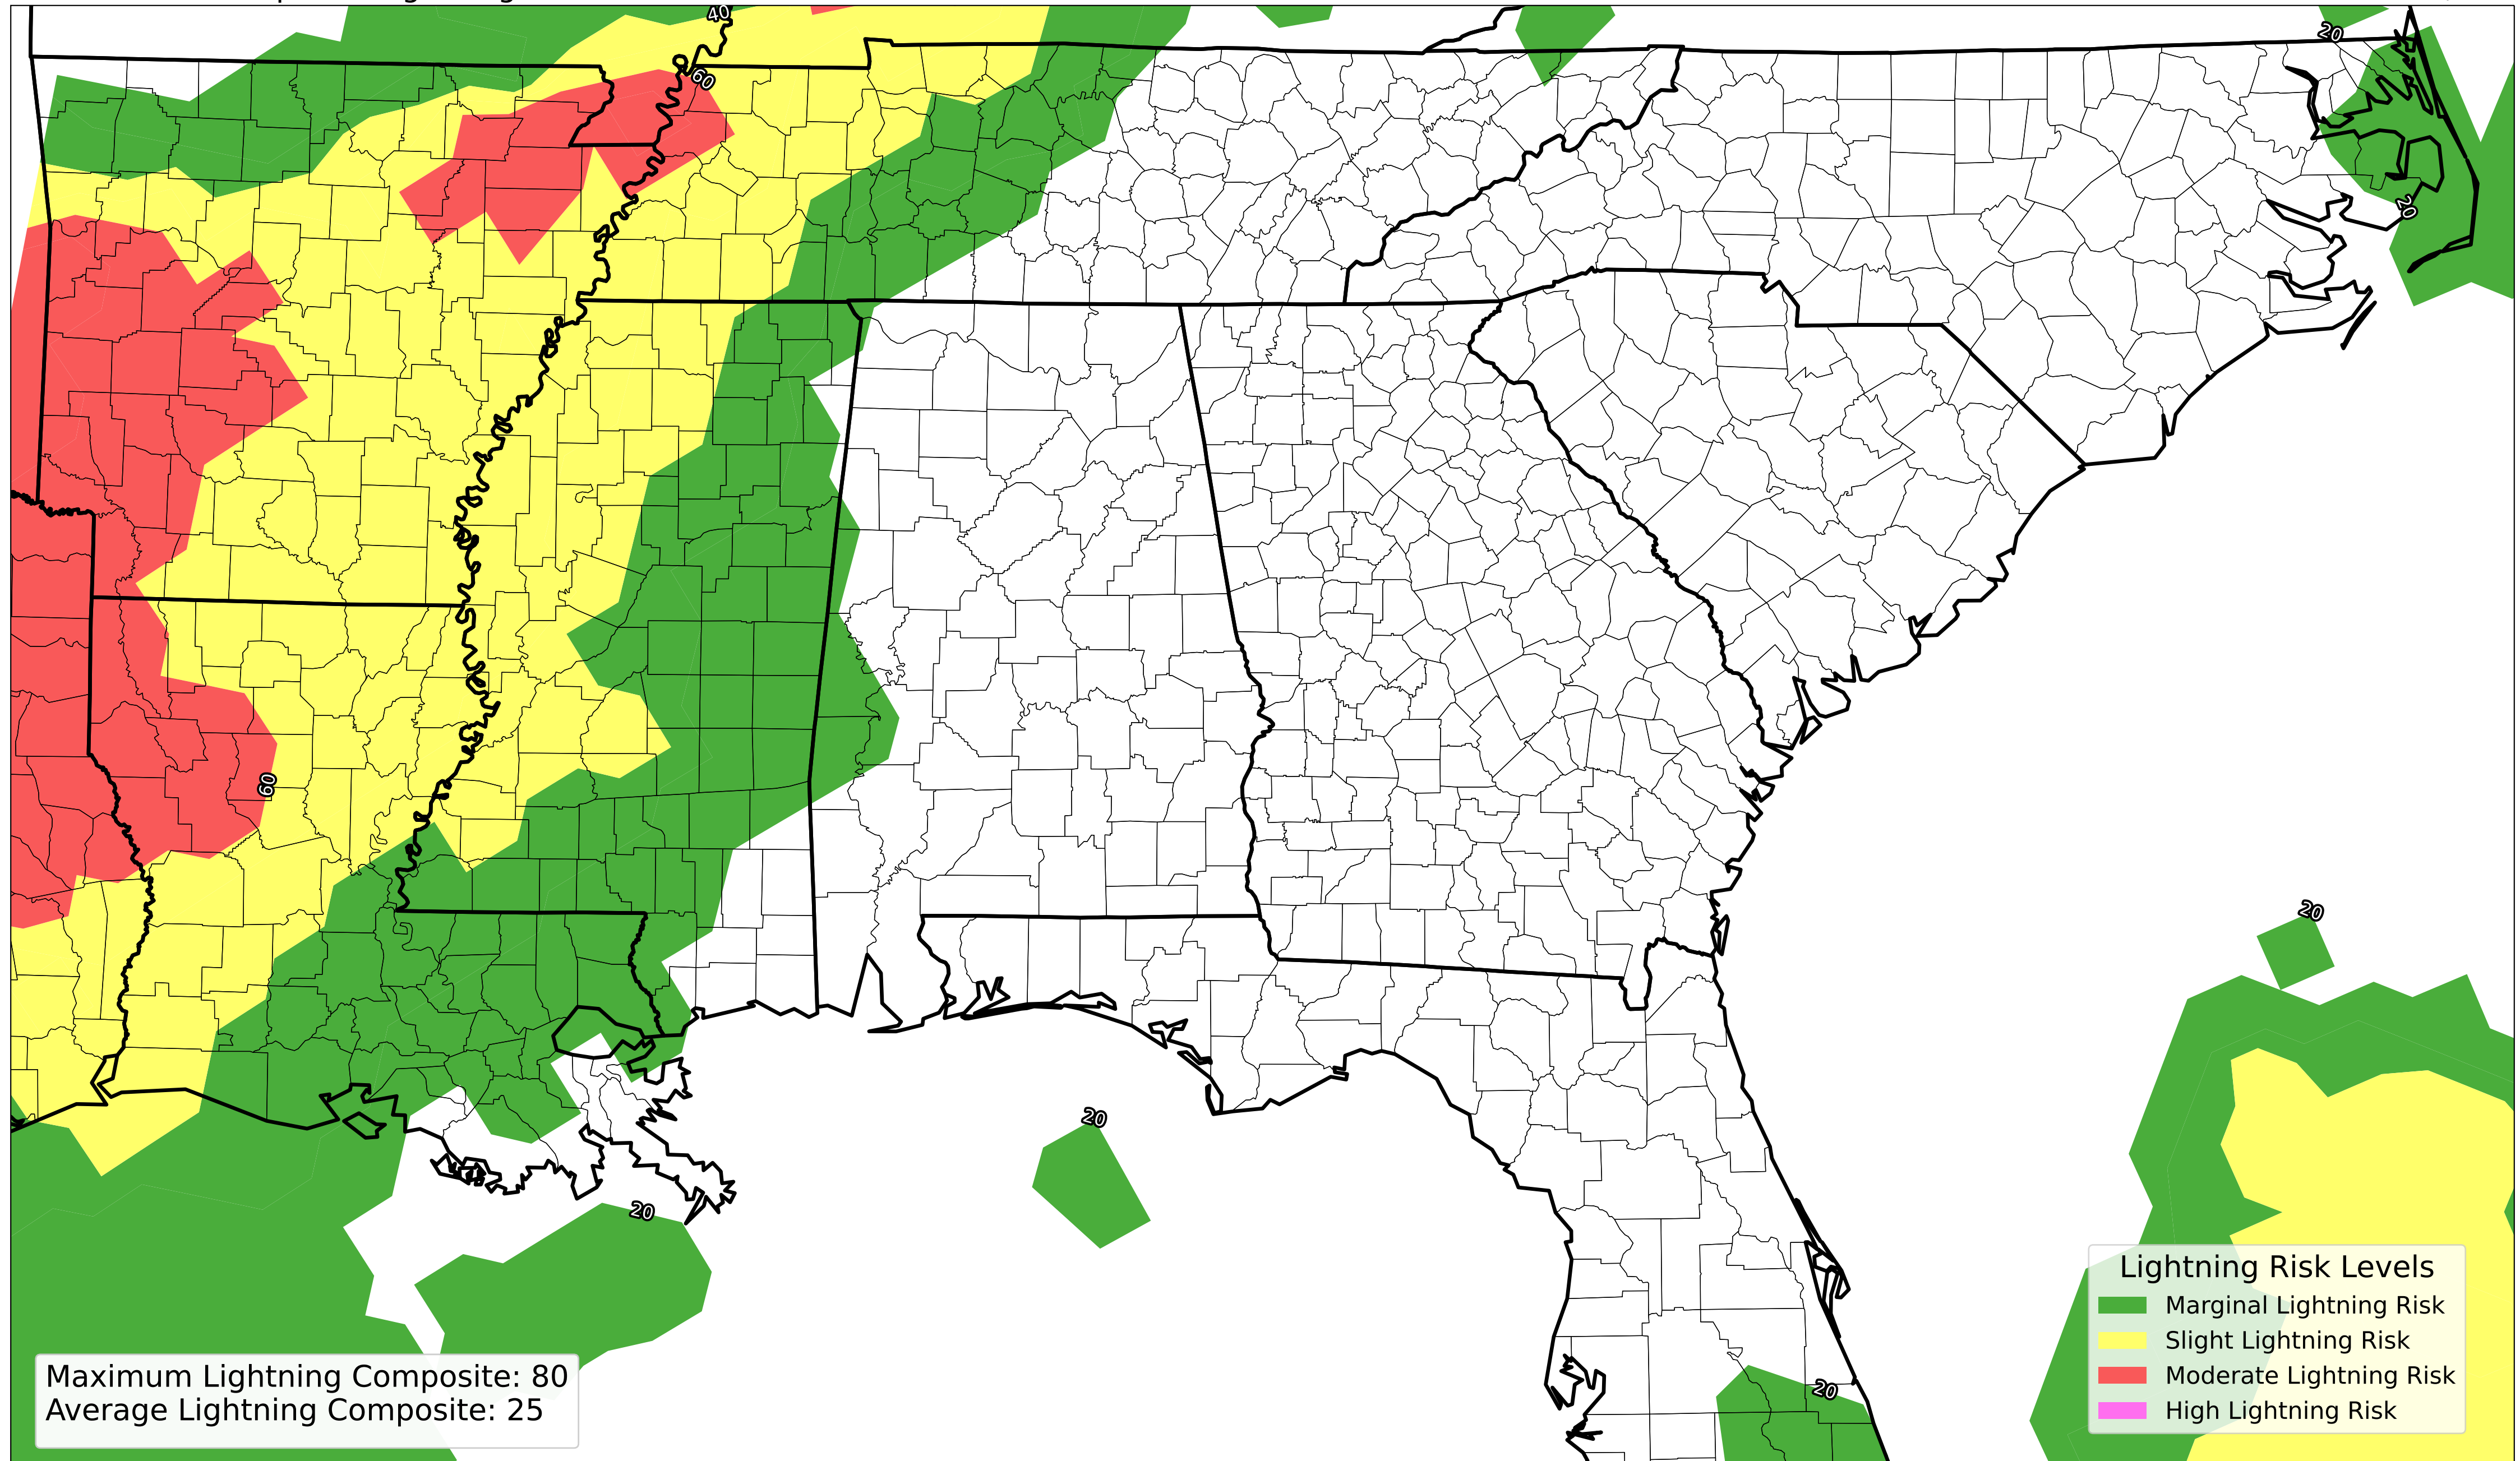 40
20
60
20
60
20
20
20
20
Lightning Risk Levels
Marginal Lightning Risk
Slight Lightning Risk
Moderate Lightning Risk
High Lightning Risk
Maximum Lightning Composite: 80
Average Lightning Composite: 25